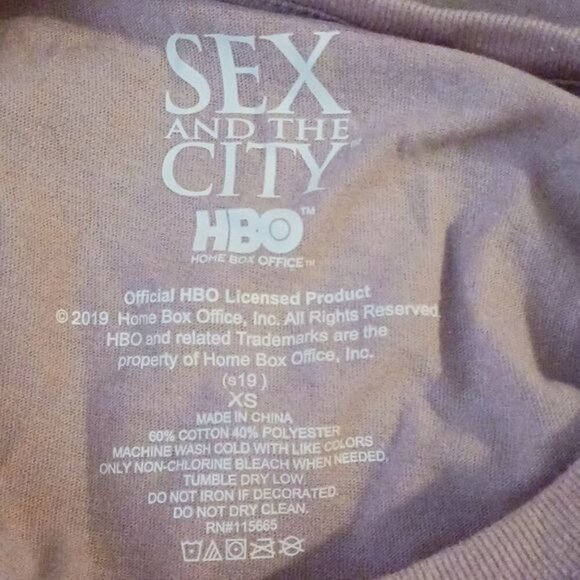 SEX
AND THE
CITY
HBO™
HOME BOX OFFICE™
Official HBO Licensed Product
© 2019 Home Box Office, Inc. All Rights Reserved.
HBO and related Trademarks are the
property of Home Box Office, Inc.
(s19 )
XS
MADE IN CHINA
60% COTTON 40% POLYESTER
MACHINE WASH COLD WITH LIKE COLORS
ONLY NON-CHLORINE BLEACH WHEN NEEDED,
TUMBLE DRY LOW.
DO NOT IRON IF DECORATED.
DO NOT DRY CLEAN.
RN#115665